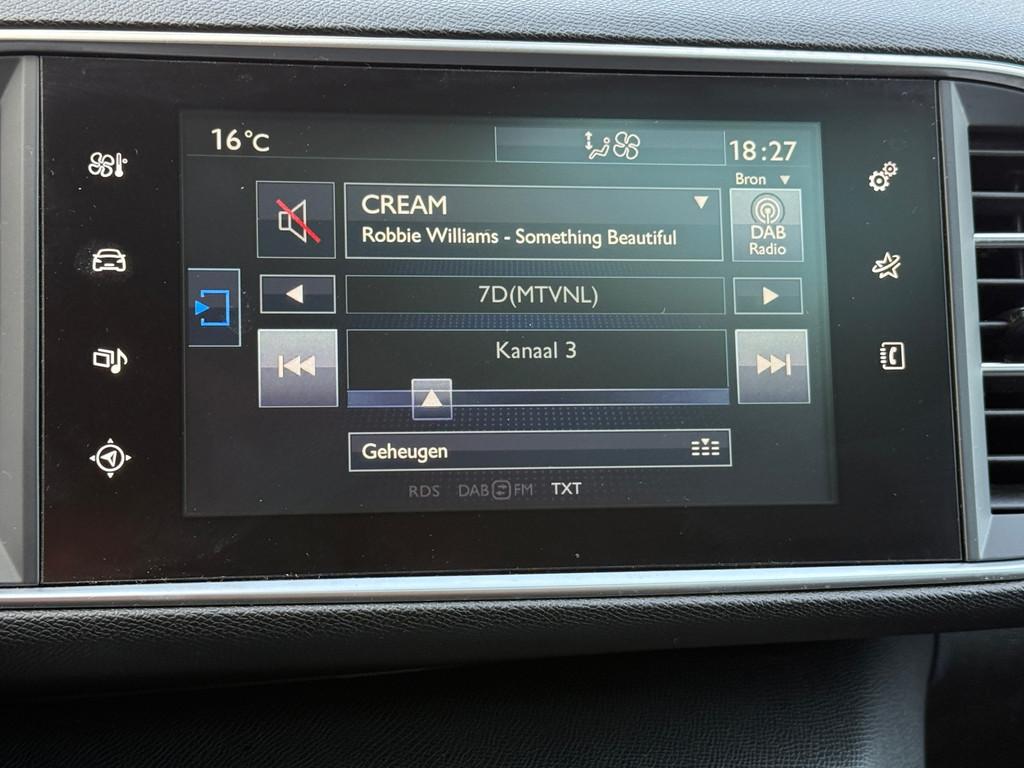 16°C
18:27
Bron
CREAM
Robbie Williams - Something Beautiful
DAB
Radio
7D(MTVNL)
Kanaal 3
Geheugen
RDS DAB FM TXT